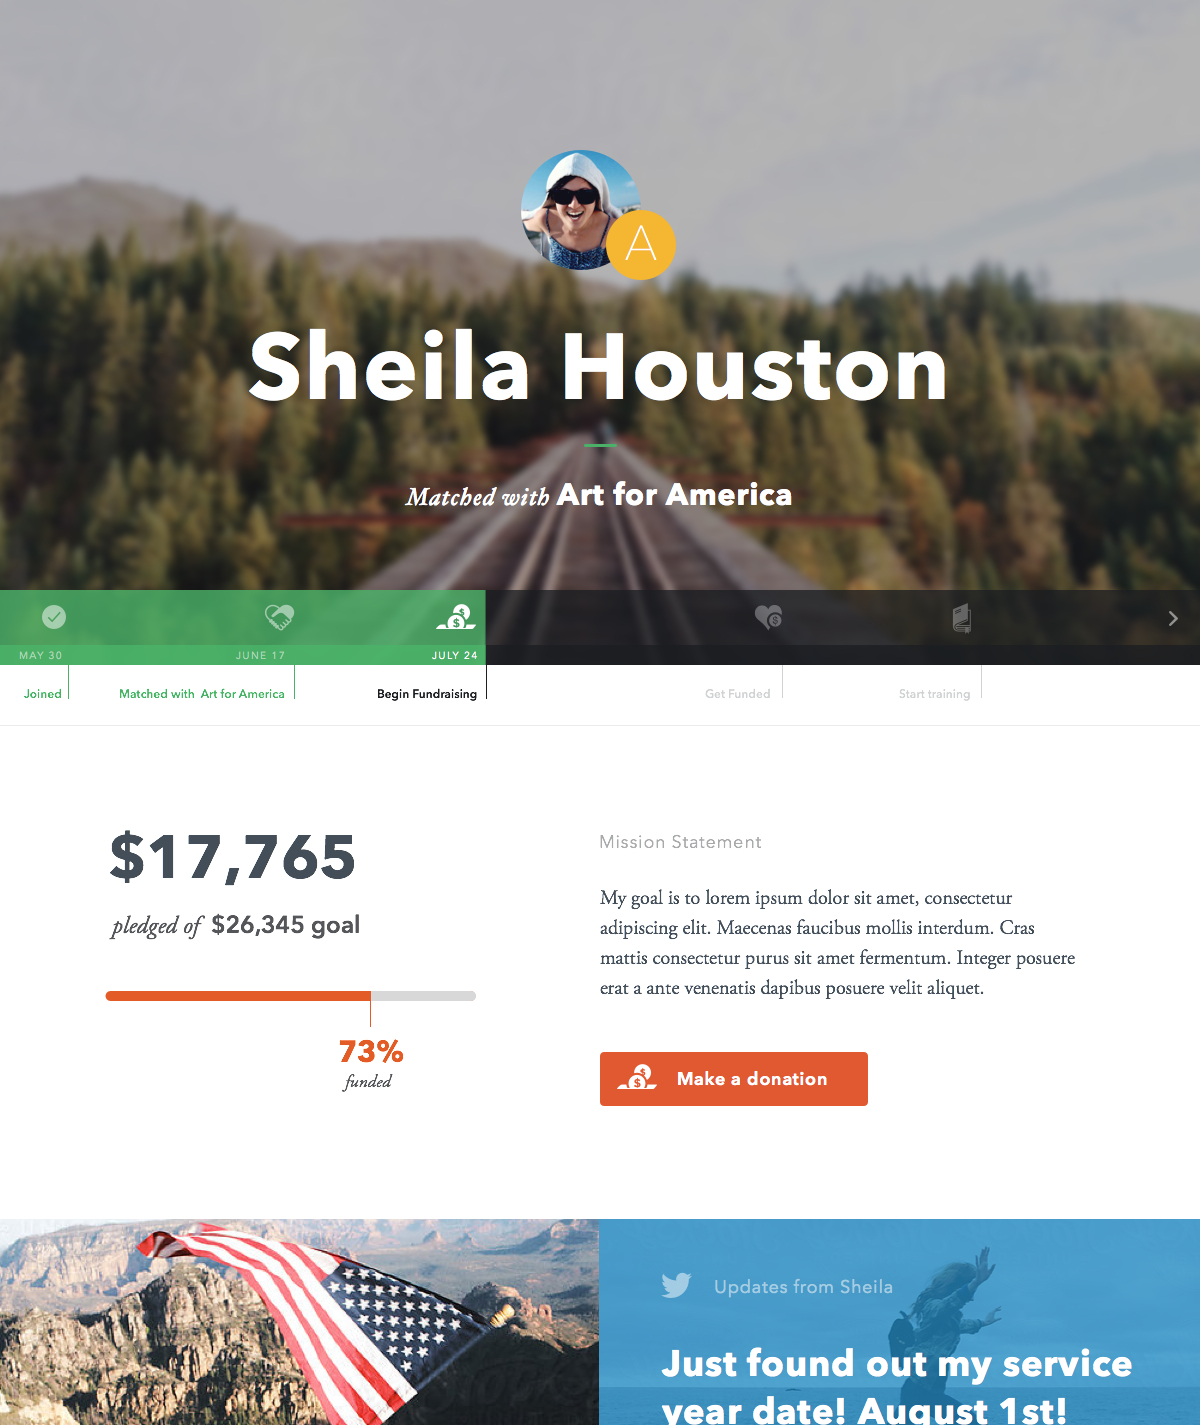 A
Sheila Houston
Matched with Art for America
MAY 30
JUNE 17
JULY 24
Joined
Matched with Art for America
Begin Fundraising
Get Funded
Start training
$17,765
pledged of $26,345 goal
73%
funded
Mission Statement
My goal is to lorem ipsum dolor sit amet, consectetur
adipiscing elit. Maecenas faucibus mollis interdum. Cras
mattis consectetur purus sit amet fermentum. Integer posuere
erat a ante venenatis dapibus posuere velit aliquet.
$ $ Make a donation
Updates from Sheila
Just found out my service
year date! August 1st!